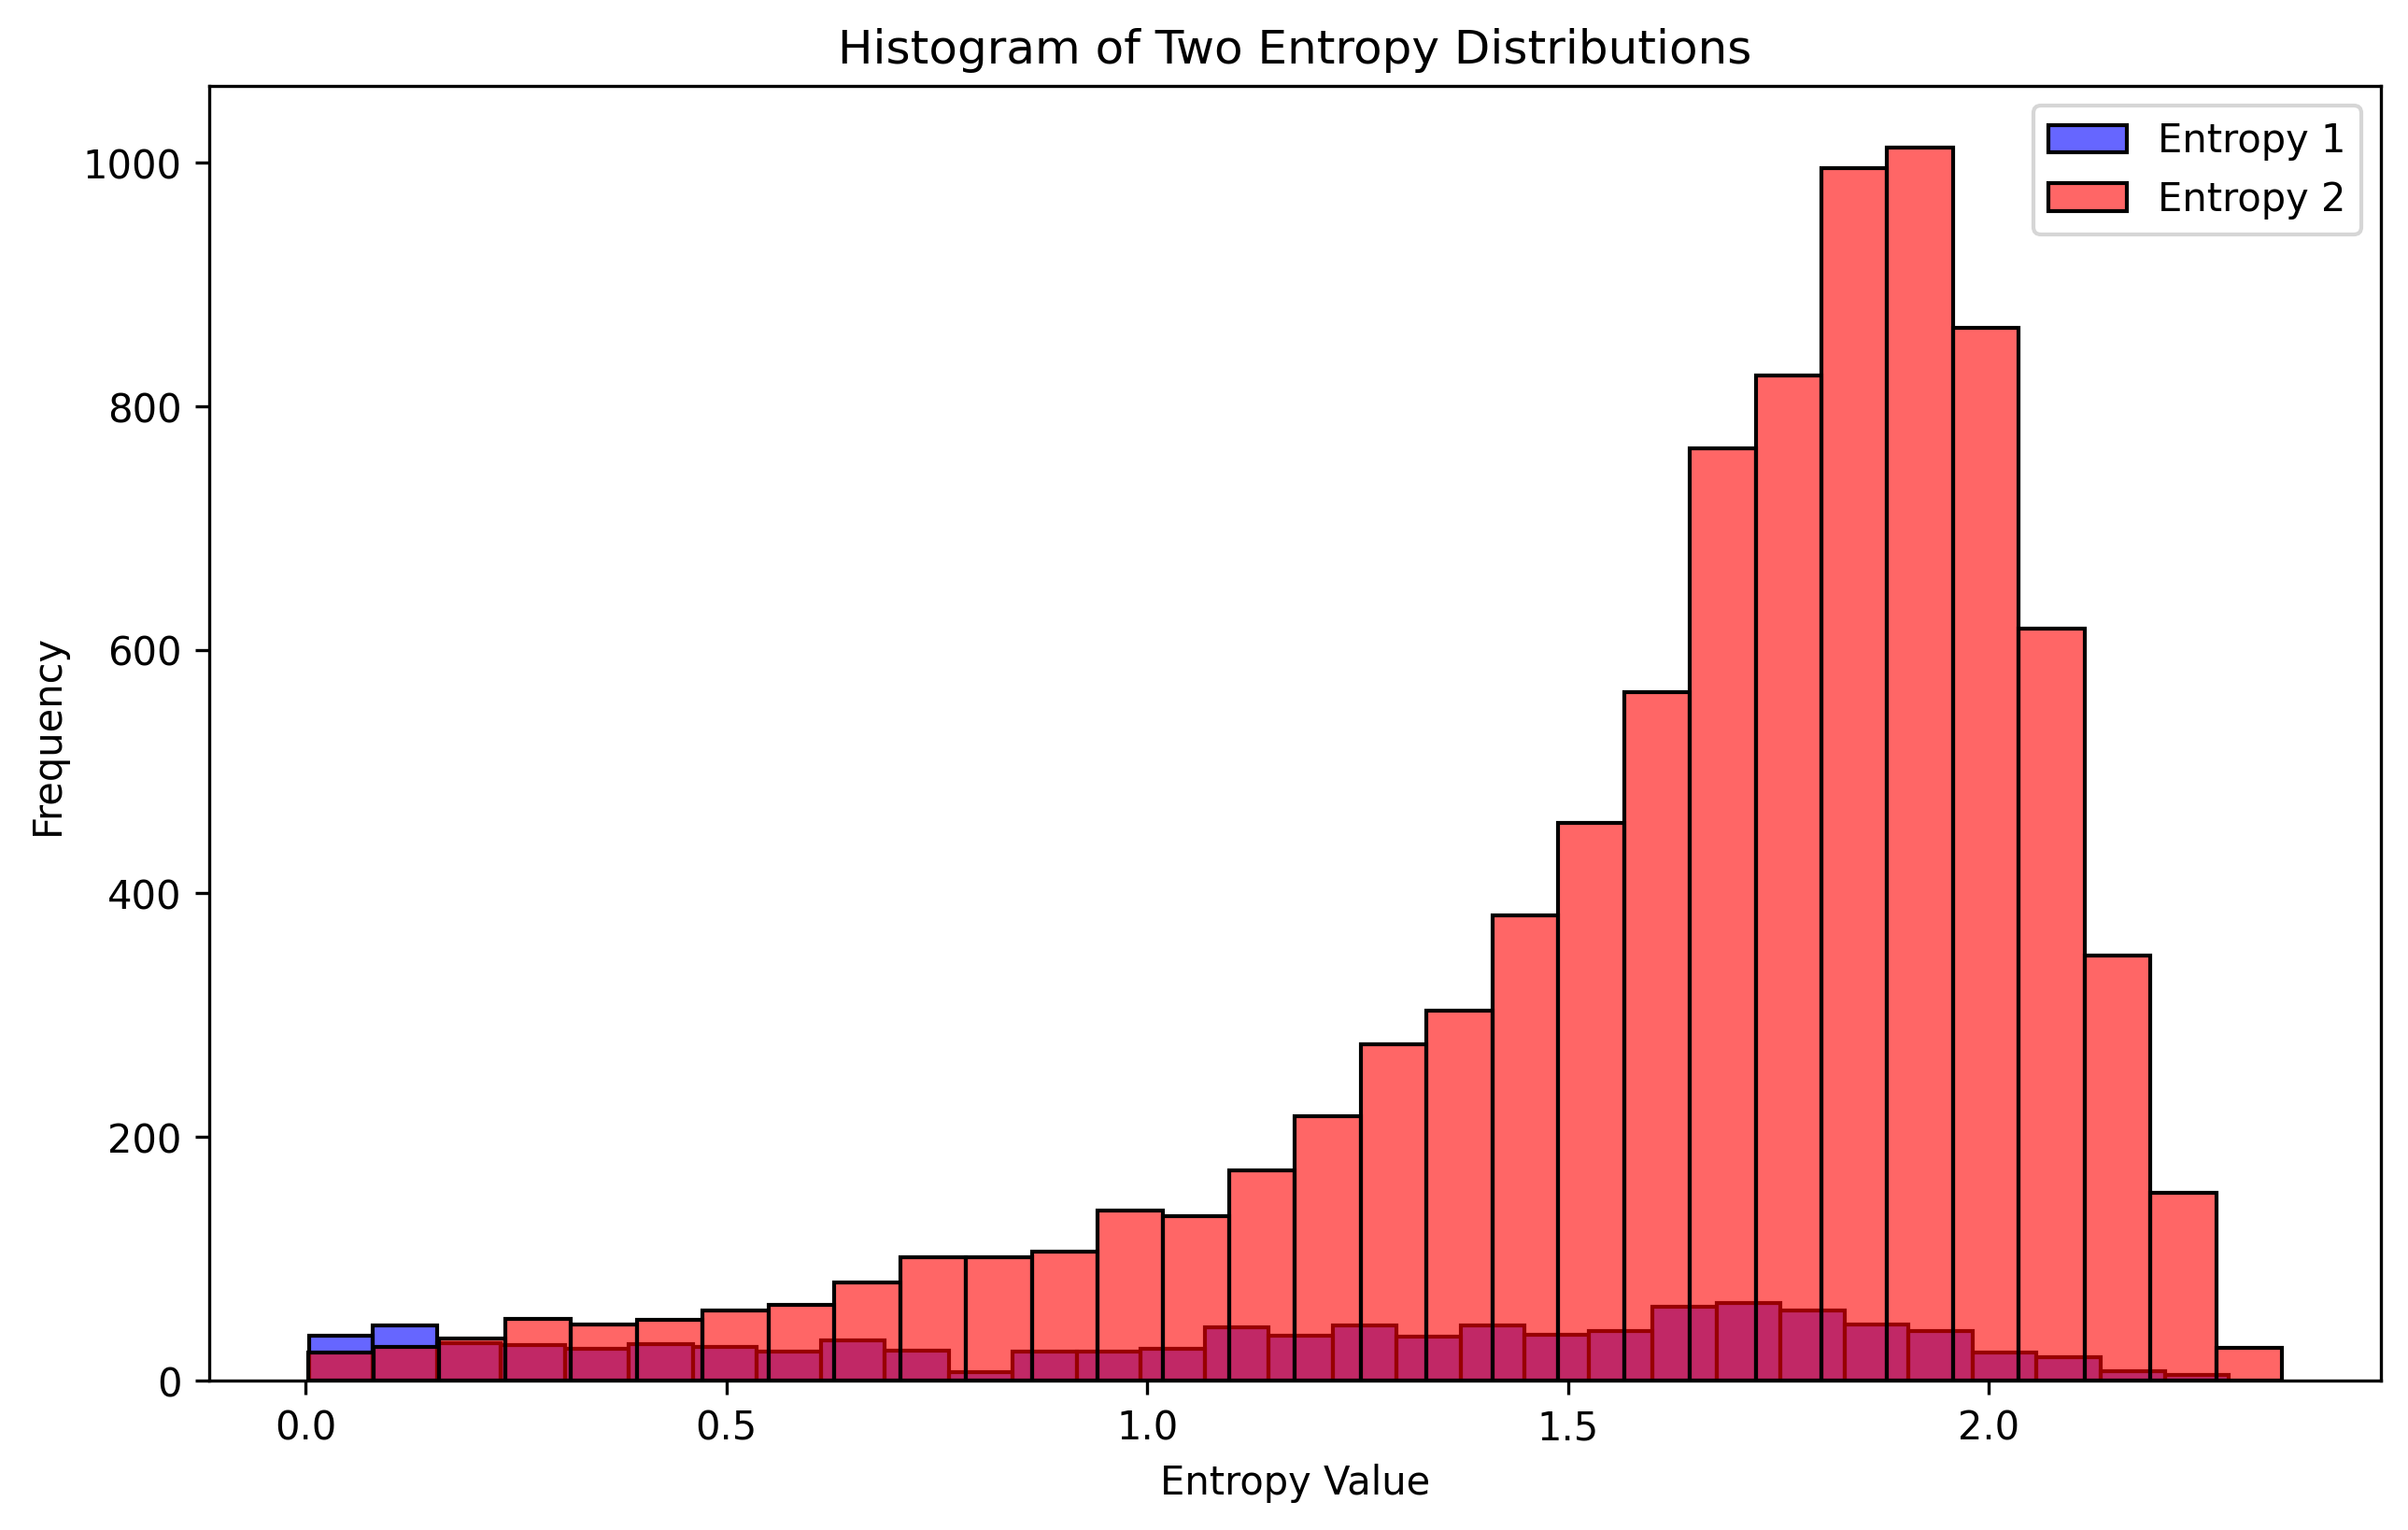 Histogram of Two Entropy Distributions
Entropy 1
Entropy 2
1000
800
600
400
200
0
Frequency
0.0 0.5 1.0 1.5 2.0
Entropy Value